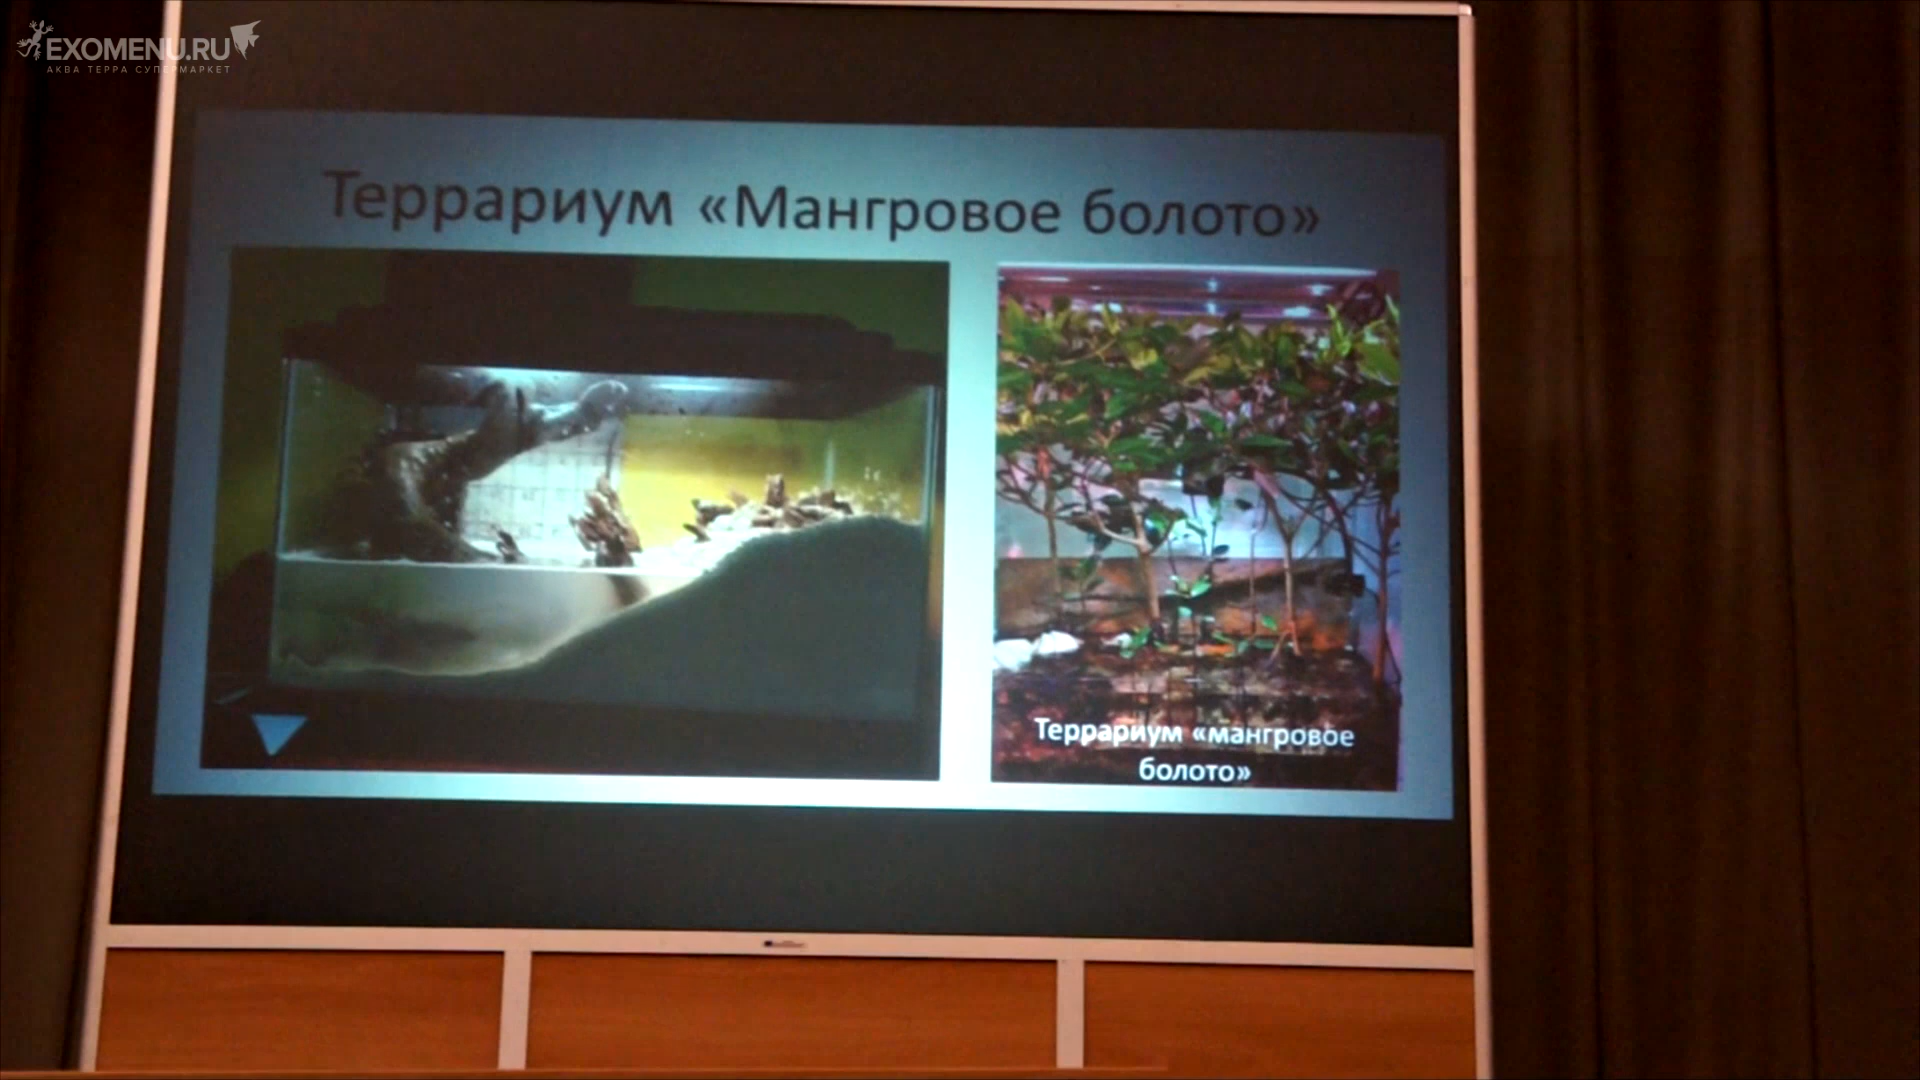 EXOMENU.RU
АКВА ТЕРРА СУПЕРМАРКЕТ
Террариум «Мангровое болото»
Террариум «мангровое
болото»